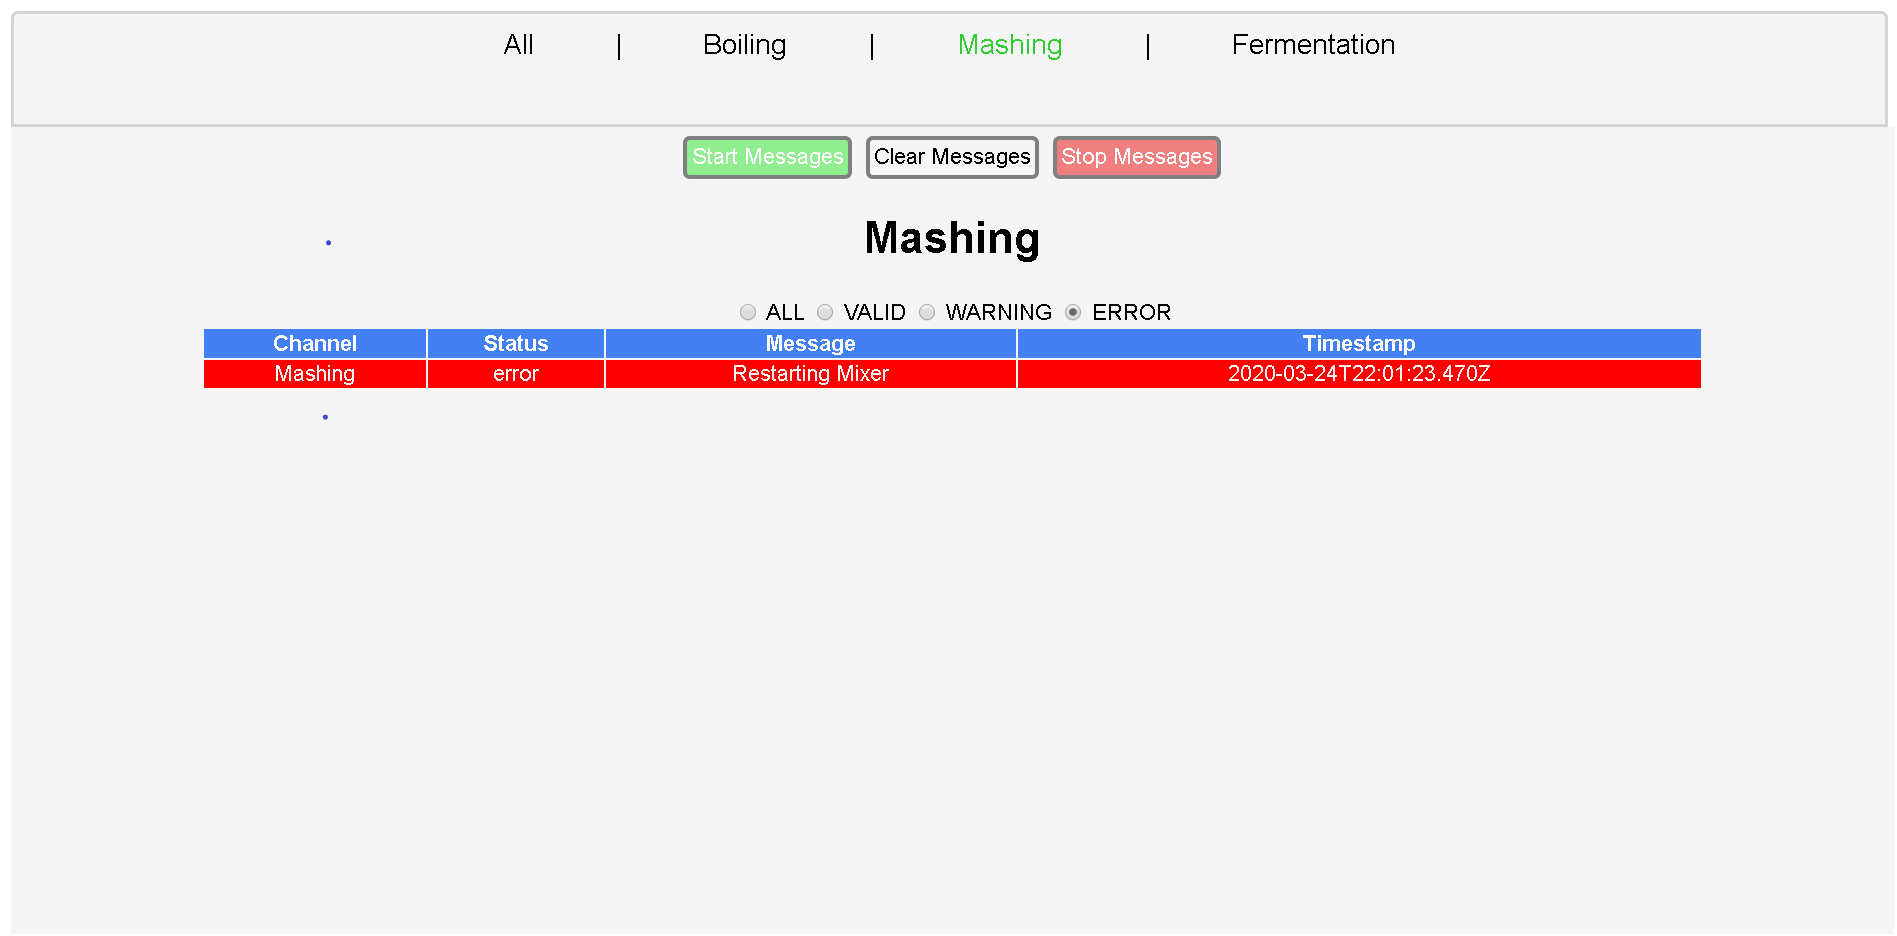 All | Boiling | Mashing | Fermentation
Start Messages Clear Messages Stop Messages
Mashing
ALL VALID WARNING ERROR
Channel Status Message Timestamp
Mashing error Restarting Mixer 2020-03-24T22:01:23.470Z